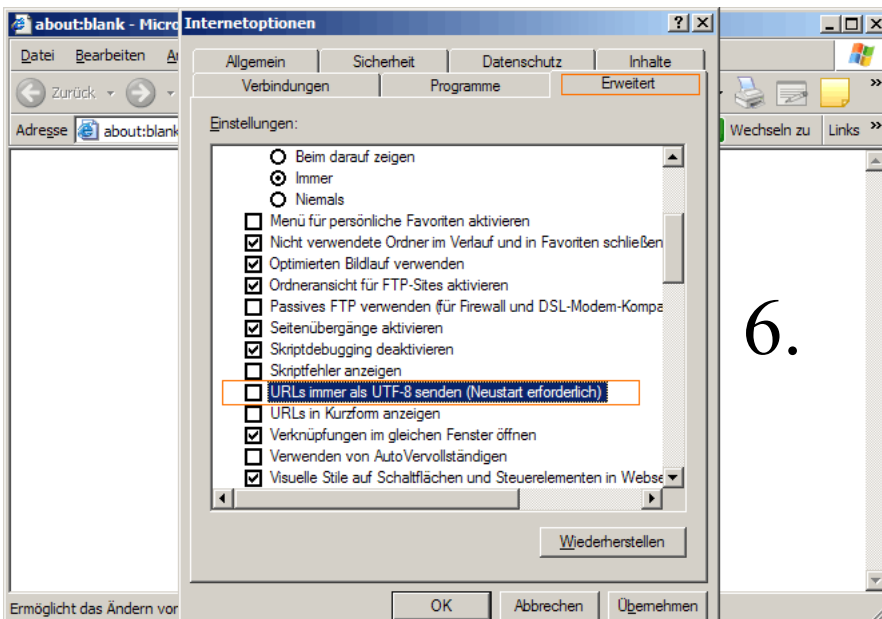 about:blank - Micro
Internetoptionen
Datei Bearbeiten
Zurück
Adresse about:blank
Wechseln zu Links
Allgemein Sicherheit Datenschutz Inhalte
Verbindungen Programme Erweitert
Einstellungen:
Beim darauf zeigen
Immer
Niemals
Menü für persönliche Favoriten aktivieren
Nicht verwendete Ordner im Verlauf und in Favoriten schließen
Optimierten Bildlauf verwenden
Ordneransicht für FTP-Sites aktivieren
Passives FTP verwenden (für Firewall und DSL-Modem-Kompa
Seitenübergänge aktivieren
Skriptdebugging deaktivieren
Skriptfehler anzeigen
URLs immer als UTF-8 senden (Neustart erforderlich)
URLs in Kurzform anzeigen
Verknüpfungen im gleichen Fenster öffnen
Verwenden von AutoVervollständigen
Visuelle Stile auf Schaltflächen und Steuerelementen in Webse
6.
Wiederherstellen
OK Abbrechen Übernehmen
Ermöglicht das Ändern vor